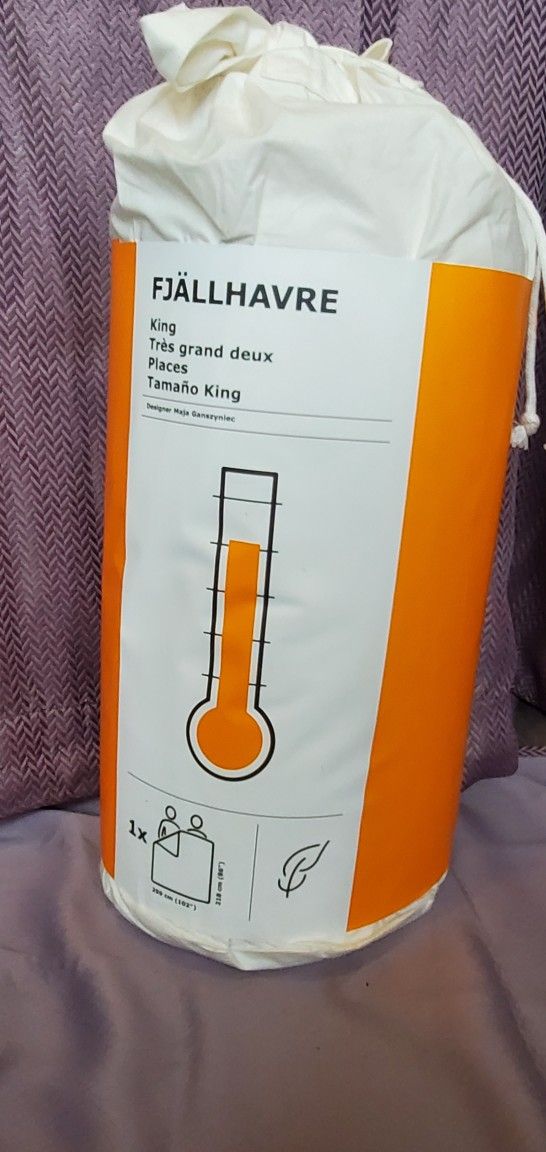 FJÄLLHAVRE
King
Très grand deux
Places
Tamaño King
Designer Maja Ganszyniec
1x
259 cm (102")
218 cm (86")